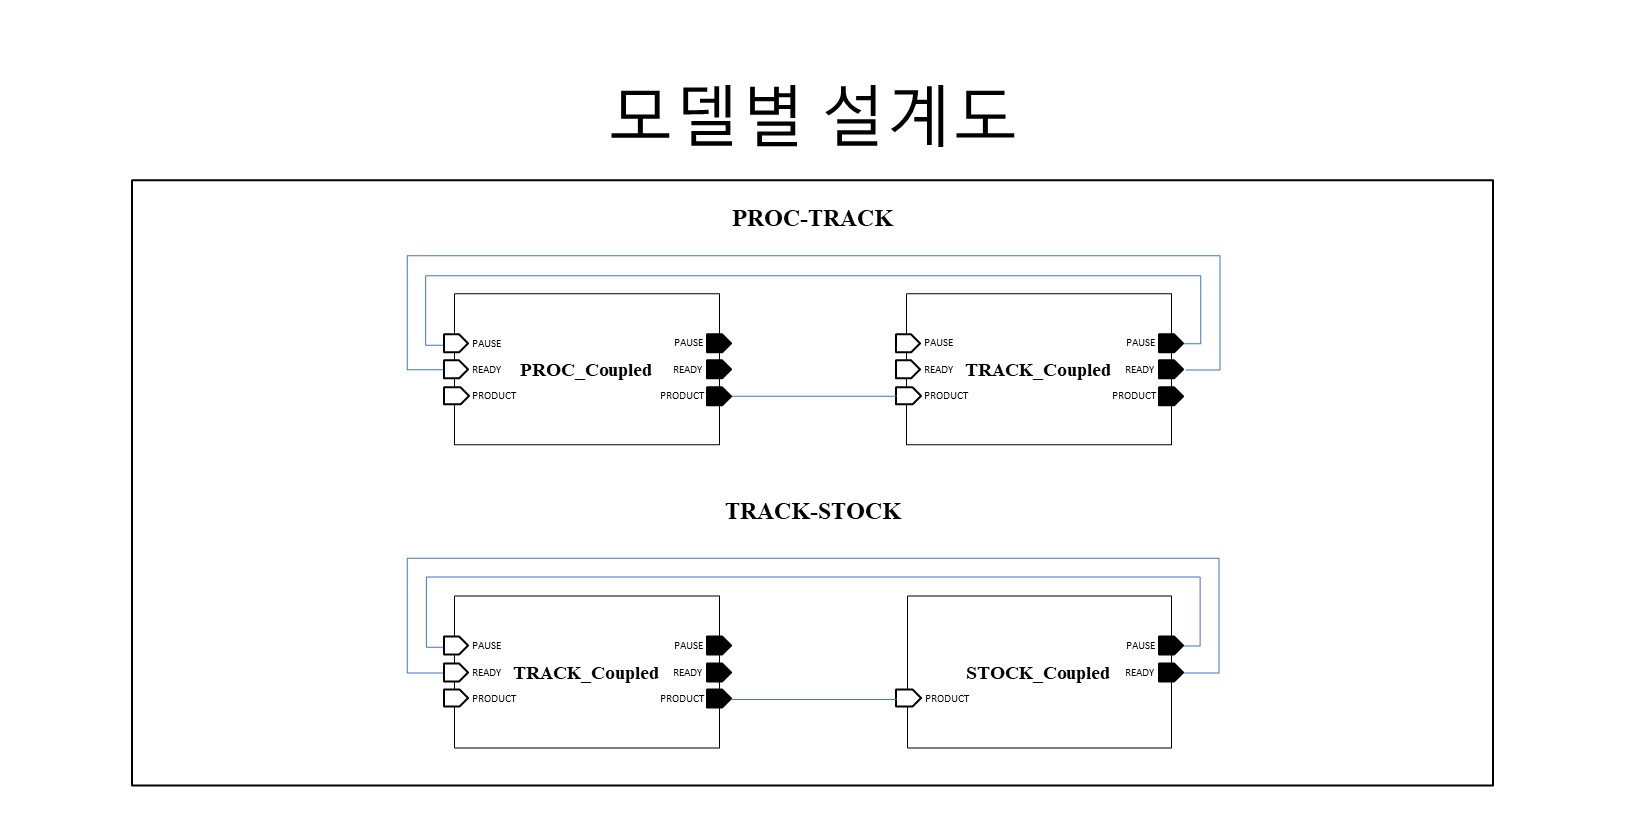 모델별 설계도
PROC-TRACK
PAUSE
READY
PRODUCT
PROC_Coupled
PAUSE
READY
PRODUCT
PAUSE
READY
PRODUCT
TRACK_Coupled
PAUSE
READY
PRODUCT
TRACK-STOCK
PAUSE
READY
PRODUCT
TRACK_Coupled
PAUSE
READY
PRODUCT
PRODUCT
STOCK_Coupled
PAUSE
READY